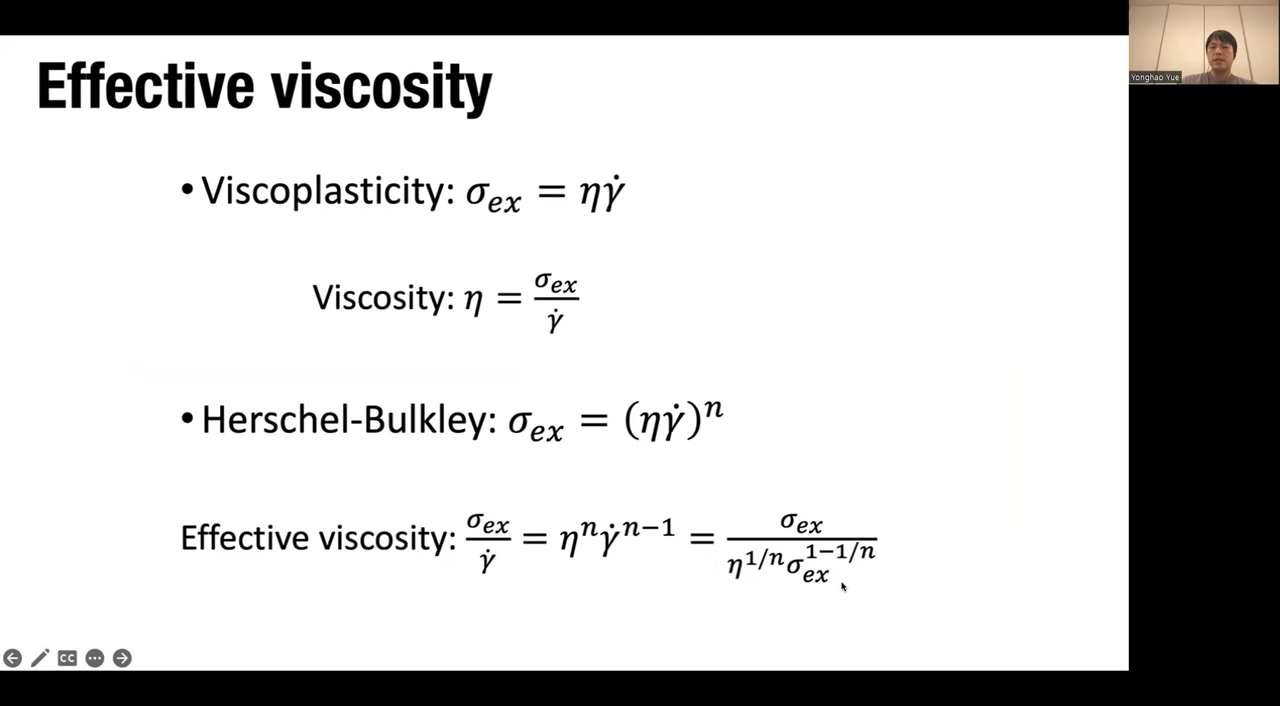 Effective viscosity
Yonghao Yue
• Viscoplasticity: σ_ex = ηγ̇
Viscosity: η = σ_ex / γ̇
• Herschel-Bulkley: σ_ex = (ηγ̇)^n
Effective viscosity: σ_ex / γ̇ = η^n γ̇^{n−1} = σ_ex / (η^{1/n} σ_ex^{1−1/n})
CC